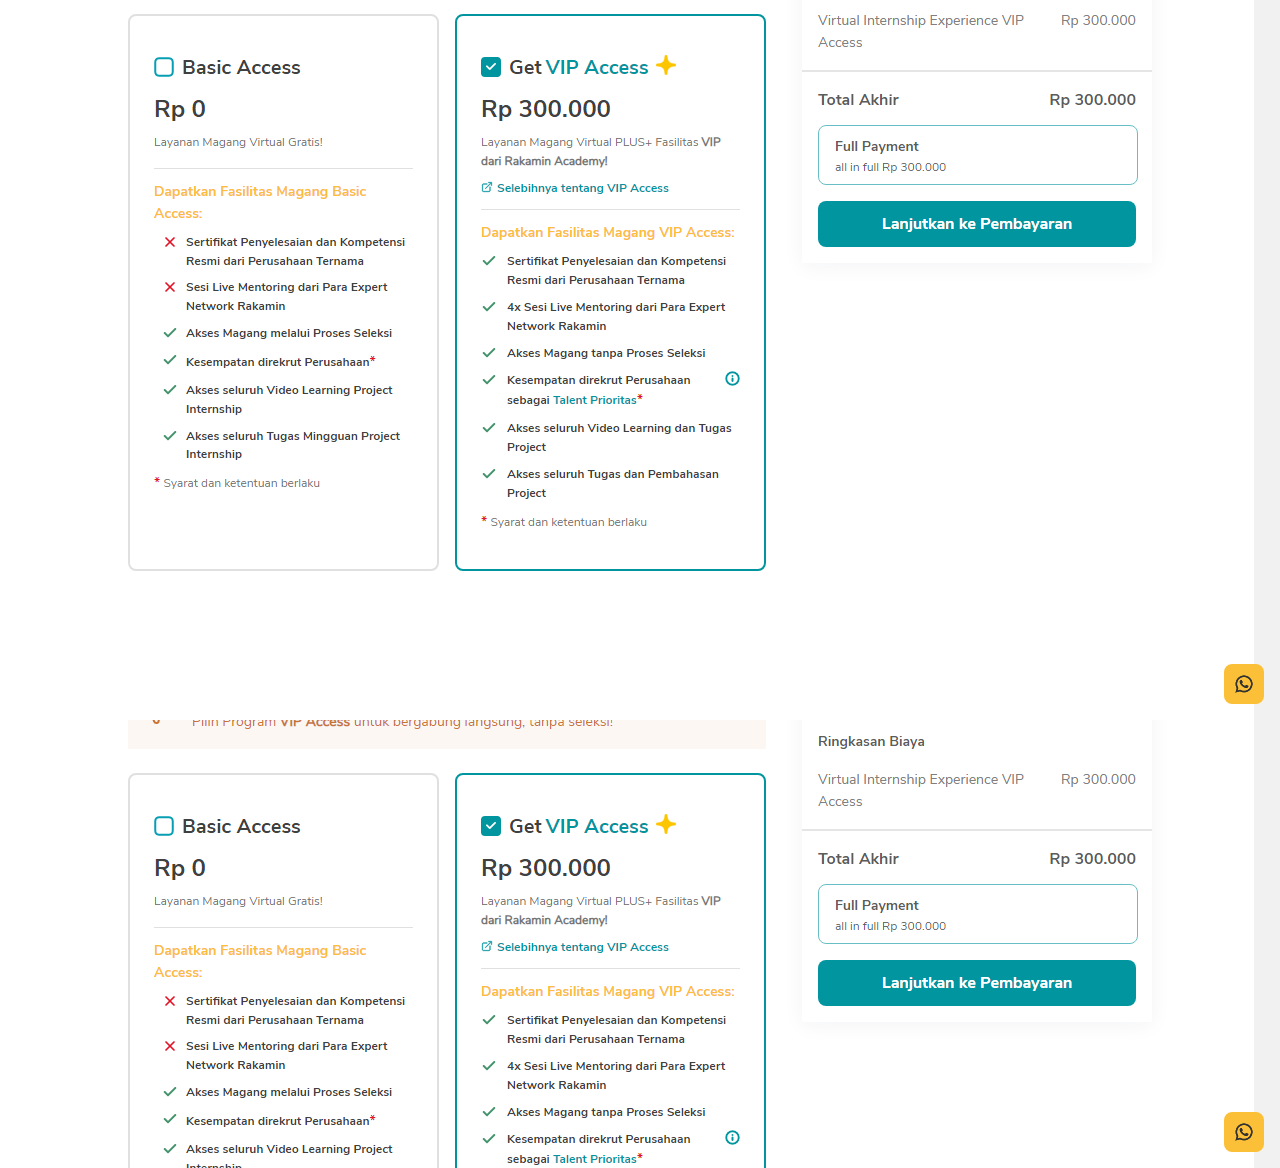 Basic Access
Rp 0
Layanan Magang Virtual Gratis!
Dapatkan Fasilitas Magang Basic
Access:
Sertifikat Penyelesaian dan Kompetensi
Resmi dari Perusahaan Ternama
Sesi Live Mentoring dari Para Expert
Network Rakamin
Akses Magang melalui Proses Seleksi
Kesempatan direkrut Perusahaan*
Akses seluruh Video Learning Project
Internship
Akses seluruh Tugas Mingguan Project
Internship
* Syarat dan ketentuan berlaku
Get VIP Access
Rp 300.000
Layanan Magang Virtual PLUS+ Fasilitas VIP
dari Rakamin Academy!
Selebihnya tentang VIP Access
Dapatkan Fasilitas Magang VIP Access:
Sertifikat Penyelesaian dan Kompetensi
Resmi dari Perusahaan Ternama
4x Sesi Live Mentoring dari Para Expert
Network Rakamin
Akses Magang tanpa Proses Seleksi
Kesempatan direkrut Perusahaan
sebagai Talent Prioritas*
Akses seluruh Video Learning dan Tugas
Project
Akses seluruh Tugas dan Pembahasan
Project
* Syarat dan ketentuan berlaku
Virtual Internship Experience VIP Rp 300.000
Access
Total Akhir Rp 300.000
Full Payment
all in full Rp 300.000
Lanjutkan ke Pembayaran
Pilih Program VIP Access untuk bergabung langsung, tanpa seleksi!
Basic Access
Rp 0
Layanan Magang Virtual Gratis!
Dapatkan Fasilitas Magang Basic
Access:
Sertifikat Penyelesaian dan Kompetensi
Resmi dari Perusahaan Ternama
Sesi Live Mentoring dari Para Expert
Network Rakamin
Akses Magang melalui Proses Seleksi
Kesempatan direkrut Perusahaan*
Akses seluruh Video Learning Project
Internship
Get VIP Access
Rp 300.000
Layanan Magang Virtual PLUS+ Fasilitas VIP
dari Rakamin Academy!
Selebihnya tentang VIP Access
Dapatkan Fasilitas Magang VIP Access:
Sertifikat Penyelesaian dan Kompetensi
Resmi dari Perusahaan Ternama
4x Sesi Live Mentoring dari Para Expert
Network Rakamin
Akses Magang tanpa Proses Seleksi
Kesempatan direkrut Perusahaan
sebagai Talent Prioritas*
Ringkasan Biaya
Virtual Internship Experience VIP Rp 300.000
Access
Total Akhir Rp 300.000
Full Payment
all in full Rp 300.000
Lanjutkan ke Pembayaran